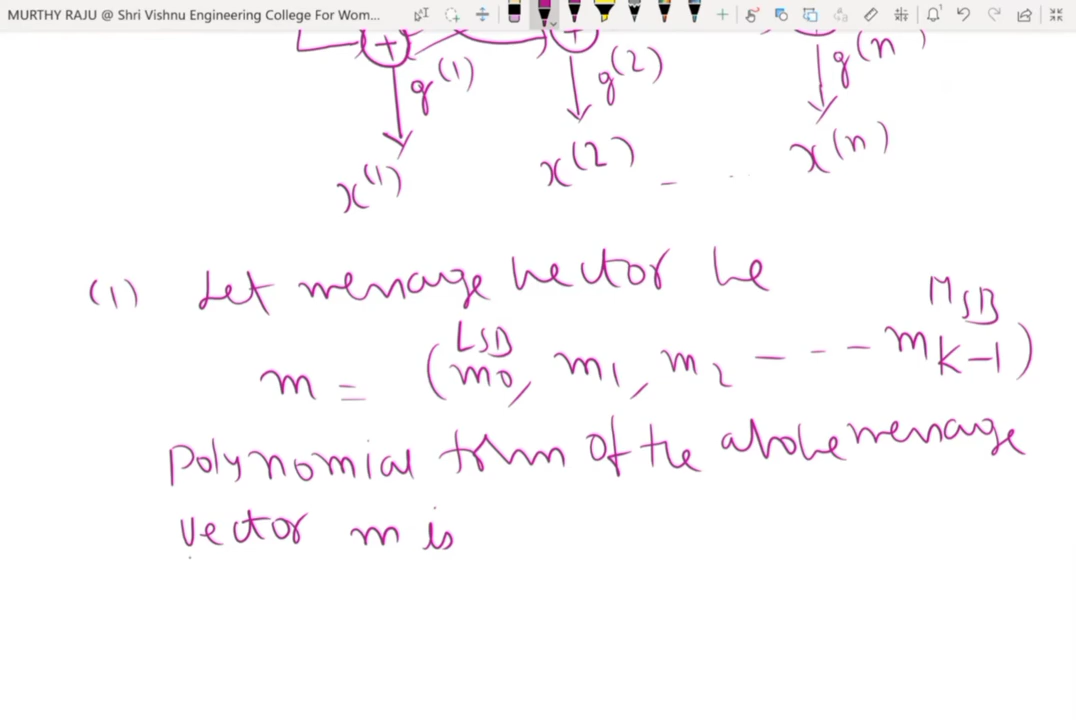 MURTHY RAJU @ Shri Vishnu Engineering College For Wom...
g(1) g(2) g(n)
x(1) x(2) - .. x(n)
(1) Let message vector be
LSB MSB
m = (m0, m1, m2 - - - mK-1)
Polynomial form of the above message
vector m is